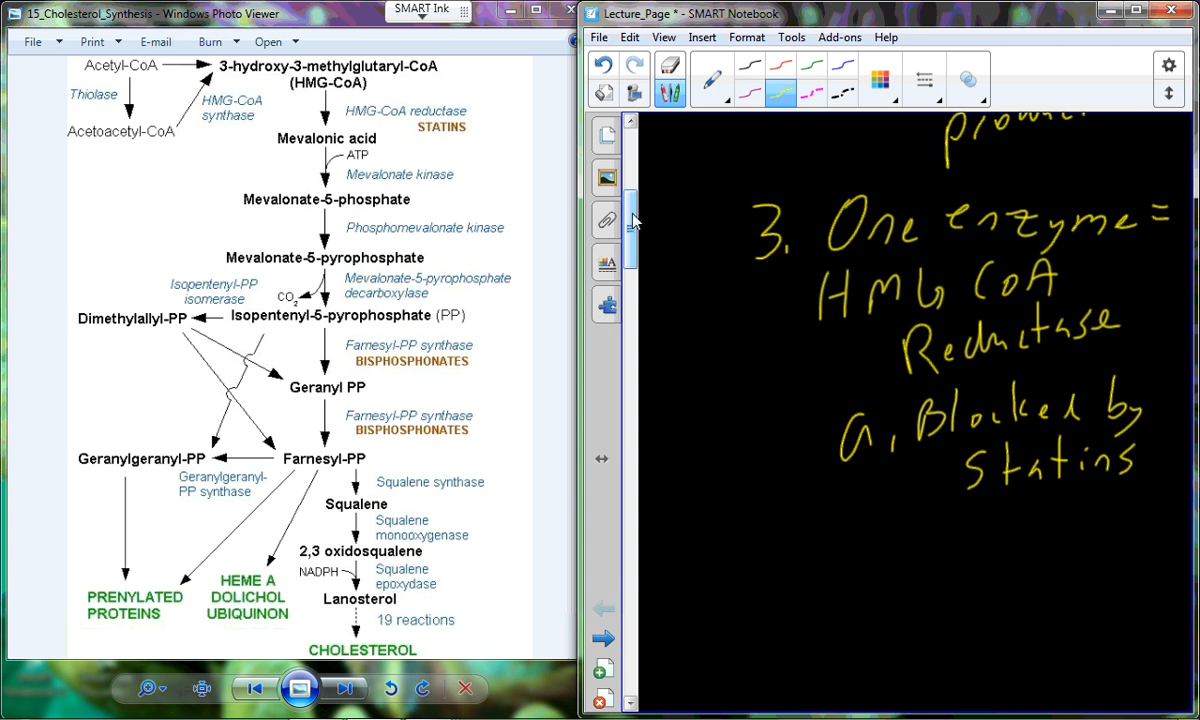 15_Cholesterol_Synthesis - Windows Photo Viewer
SMART Ink
File Print E-mail Burn Open
Acetyl-CoA
3-hydroxy-3-methylglutaryl-CoA
(HMG-CoA)
Thiolase
HMG-CoA
synthase
HMG-CoA reductase
STATINS
Acetoacetyl-CoA
Mevalonic acid
ATP
Mevalonate kinase
Mevalonate-5-phosphate
Phosphomevalonate kinase
Mevalonate-5-pyrophosphate
Isopentenyl-PP
isomerase
CO2
Mevalonate-5-pyrophosphate
decarboxylase
Dimethylallyl-PP
Isopentenyl-5-pyrophosphate (PP)
Farnesyl-PP synthase
BISPHOSPHONATES
Geranyl PP
Farnesyl-PP synthase
BISPHOSPHONATES
Geranylgeranyl-PP
Farnesyl-PP
Geranylgeranyl-
PP synthase
Squalene synthase
Squalene
Squalene
monooxygenase
2,3 oxidosqualene
NADPH
Squalene
epoxydase
PRENYLATED
PROTEINS
HEME A
DOLICHOL
UBIQUINON
Lanosterol
19 reactions
CHOLESTEROL
Lecture_Page * - SMART Notebook
File Edit View Insert Format Tools Add-ons Help
3. One enzyme =
HMG CoA
Reductase
a. Blocked by
statins